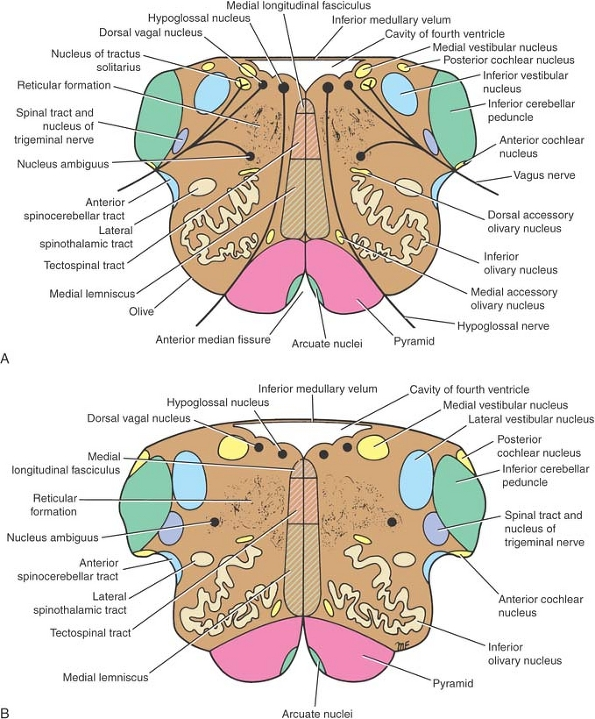 Medial longitudinal fasciculus
Hypoglossal nucleus
Inferior medullary velum
Dorsal vagal nucleus
Cavity of fourth ventricle
Nucleus of tractus
solitarius
Medial vestibular nucleus
Posterior cochlear nucleus
Reticular formation
Inferior vestibular
nucleus
Spinal tract and
nucleus of
trigeminal nerve
Inferior cerebellar
peduncle
Nucleus ambiguus
Anterior cochlear
nucleus
Vagus nerve
Anterior
spinocerebellar tract
Lateral
spinothalamic tract
Dorsal accessory
olivary nucleus
Tectospinal tract
Inferior
olivary nucleus
Medial lemniscus
Medial accessory
olivary nucleus
Olive
Hypoglossal nerve
Anterior median fissure
Arcuate nuclei
Pyramid
A
Inferior medullary velum
Cavity of fourth ventricle
Hypoglossal nucleus
Medial vestibular nucleus
Dorsal vagal nucleus
Lateral vestibular nucleus
Medial
longitudinal fasciculus
Posterior
cochlear nucleus
Inferior cerebellar
peduncle
Reticular
formation
Spinal tract and
nucleus of
trigeminal nerve
Nucleus ambiguus
Anterior
spinocerebellar tract
Lateral
spinothalamic tract
Anterior cochlear
nucleus
Tectospinal tract
Inferior
olivary nucleus
Medial lemniscus
Pyramid
Arcuate nuclei
B